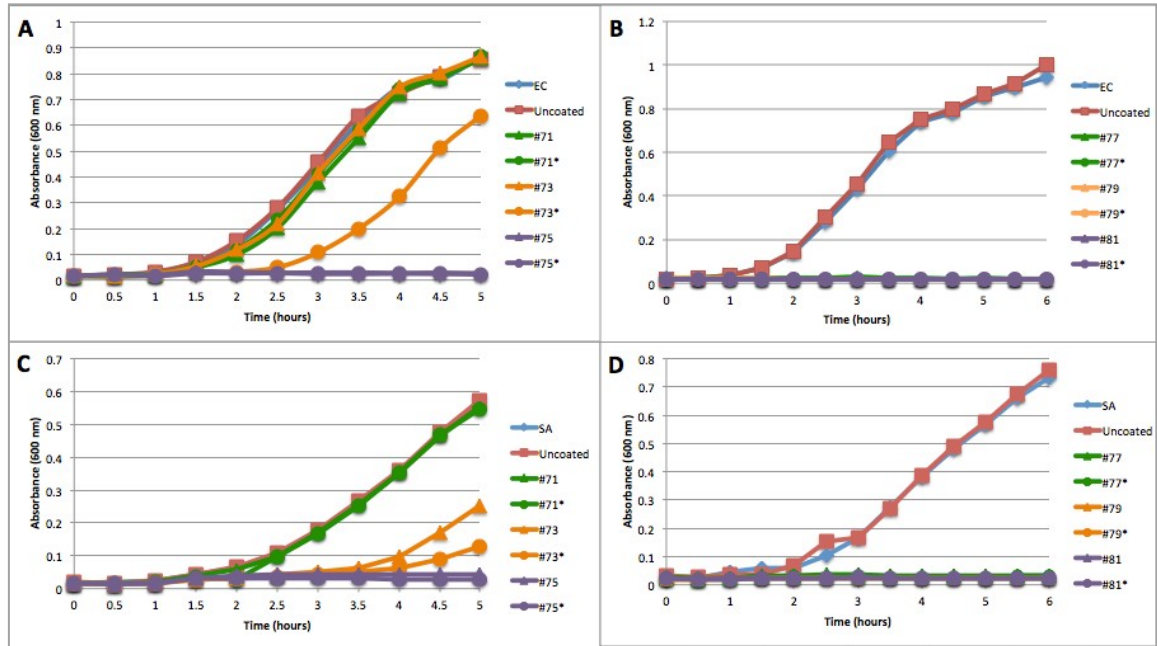 A
Absorbance (600 nm)
1
0.9
0.8
0.7
0.6
0.5
0.4
0.3
0.2
0.1
0
0 0.5 1 1.5 2 2.5 3 3.5 4 4.5 5
Time (hours)
EC
Uncoated
#71
#71*
#73
#73*
#75
#75*
B
Absorbance (600 nm)
1.2
1
0.8
0.6
0.4
0.2
0
0 1 2 3 4 5 6
Time (hours)
EC
Uncoated
#77
#77*
#79
#79*
#81
#81*
C
Absorbance (600 nm)
0.7
0.6
0.5
0.4
0.3
0.2
0.1
0
0 0.5 1 1.5 2 2.5 3 3.5 4 4.5 5
Time (hours)
SA
Uncoated
#71
#71*
#73
#73*
#75
#75*
D
Absorbance (600 nm)
0.8
0.7
0.6
0.5
0.4
0.3
0.2
0.1
0
0 1 2 3 4 5 6
Time (hours)
SA
Uncoated
#77
#77*
#79
#79*
#81
#81*